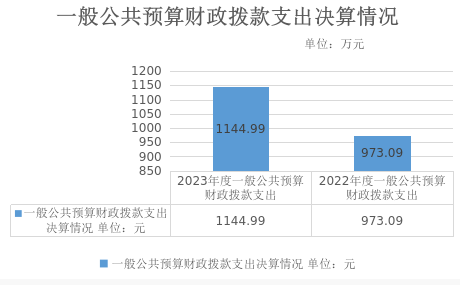 一般公共预算财政拨款支出决算情况
单位：万元
1200
1150
1100
1050
1000
950
900
850
1144.99
973.09
2023年度一般公共预算
财政拨款支出
2022年度一般公共预算
财政拨款支出
一般公共预算财政拨款支出
决算情况 单位：元
1144.99
973.09
一般公共预算财政拨款支出决算情况 单位：元